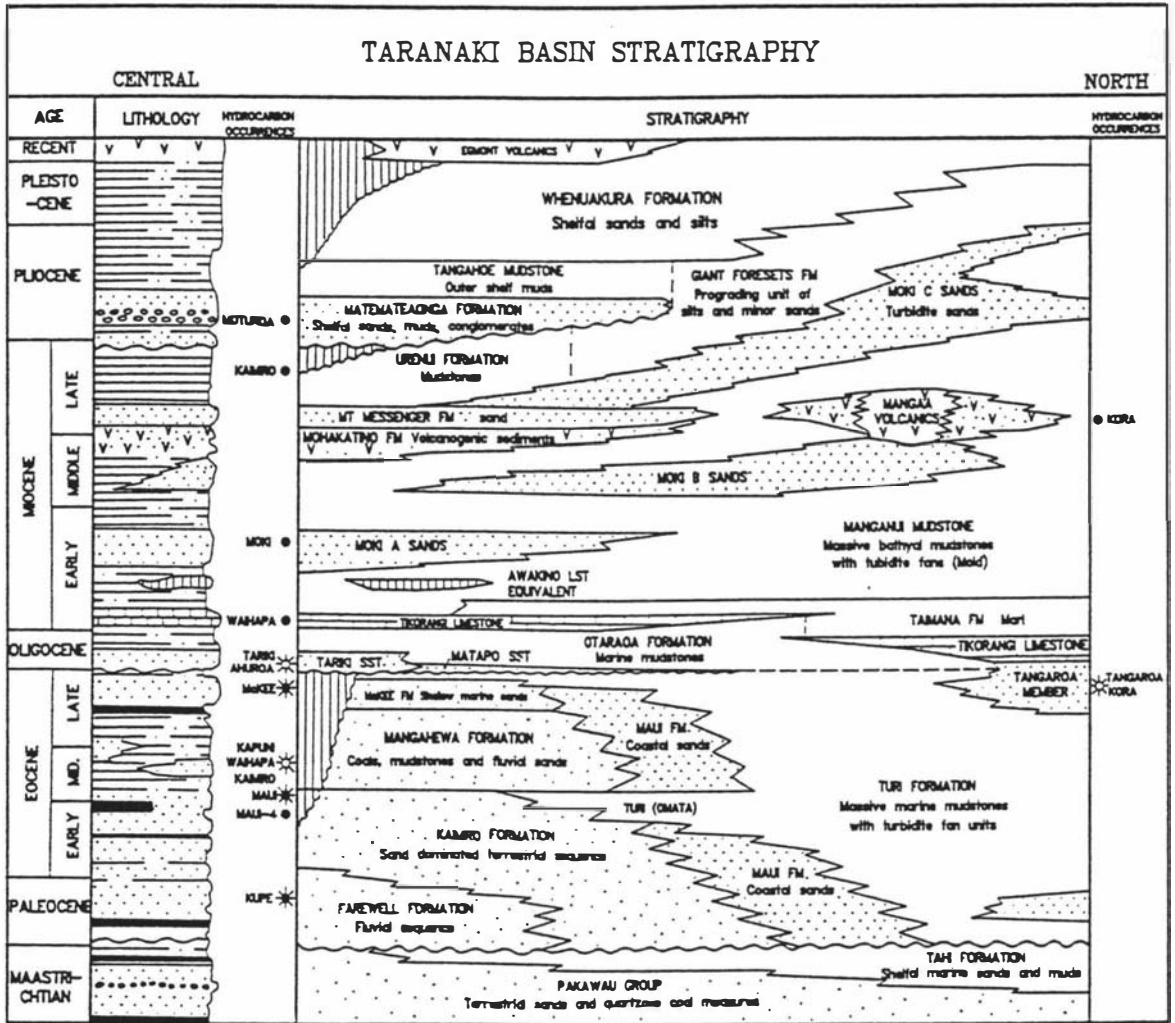 TARANAKI BASIN STRATIGRAPHY
CENTRAL
NORTH
AGE
LITHOLOGY
HYDROCARBON
OCCURRENCES
STRATIGRAPHY
HYDROCARBON
OCCURRENCES
RECENT
PLEISTO
-CENE
PLIOCENE
MIOCENE
LATE
MIDDLE
EARLY
OLIGOCENE
EOCENE
LATE
MID.
EARLY
PALEOCENE
MAASTRI-
CHTIAN
MOTUROA
KAIMIRO
MOKI
WAIHAPA
TARIKI
AHUROA
McKEE
KAPUNI
WAIHAPA
KAIMIRO
MAUI
MAUI-4
KUPE
EGMONT VOLCANICS
WHENUAKURA FORMATION
Shelfal sands and silts
TANGAHOE MUDSTONE
Outer shelf muds
GIANT FORESETS FM
Prograding unit of
silts and minor sands
MOKI C SANDS
Turbidite sands
MATEMATEAONGA FORMATION
Shelfal sands, muds, conglomerates
URENUI FORMATION
Mudstones
MT MESSENGER FM sand
MOHAKATINO FM Volcanogenic sediments
MANGAA
VOLCANICS
KORA
MOKI B SANDS
MOKI A SANDS
MANGANUI MUDSTONE
Massive bathyal mudstones
with tubidite fans (Moki)
AWAKINO LST
EQUIVALENT
TIKORANGI LIMESTONE
TAIMANA FM Marl
OTARAOA FORMATION
Marine mudstones
TIKORANGI LIMESTONE
TARIKI SST.
MATAPO SST
TANGAROA
MEMBER
TANGAROA
KORA
McKEE FM Shallow marine sands
MANGAHEWA FORMATION
Coals, mudstones and fluvial sands
MAUI FM.
Coastal sands
TURI FORMATION
Massive marine mudstones
with turbidite fan units
TURI (OMATA)
KAIMIRO FORMATION
Sand dominated terrestrial sequence
MAUI FM.
Coastal sands
FAREWELL FORMATION
Fluvial sequence
TAHI FORMATION
Shelfal marine sands and muds
PAKAWAU GROUP
Terrestrial sands and quartzose coal measures